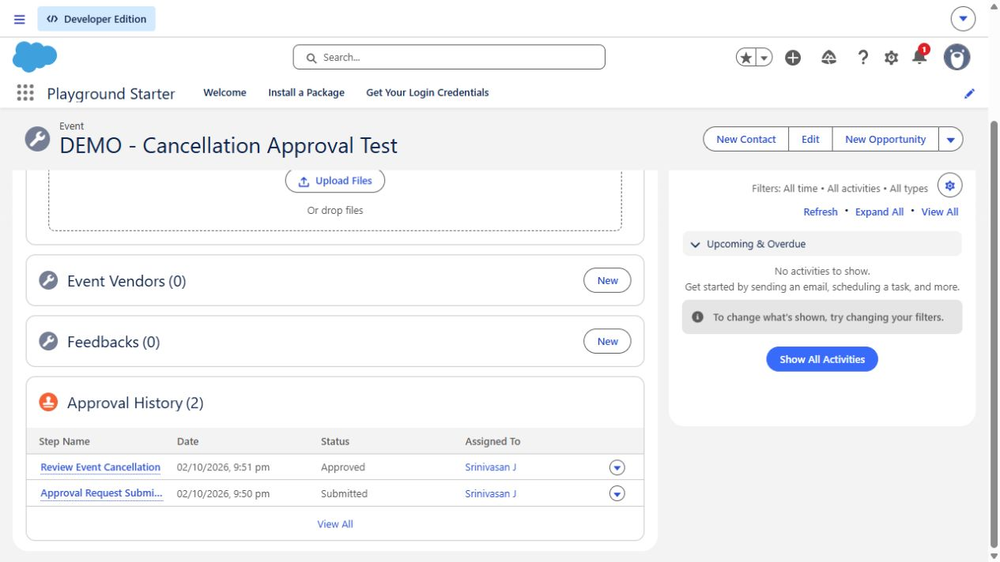 Developer Edition
Search...
1
Playground Starter Welcome Install a Package Get Your Login Credentials
Event
DEMO - Cancellation Approval Test
New Contact Edit New Opportunity
Upload Files
Or drop files
Event Vendors (0) New
Feedbacks (0) New
Approval History (2)
Step Name Date Status Assigned To
Review Event Cancellation 02/10/2026, 9:51 pm Approved Srinivasan J
Approval Request Submi... 02/10/2026, 9:50 pm Submitted Srinivasan J
View All
Filters: All time • All activities • All types
Refresh • Expand All • View All
Upcoming & Overdue
No activities to show.
Get started by sending an email, scheduling a task, and more.
To change what's shown, try changing your filters.
Show All Activities